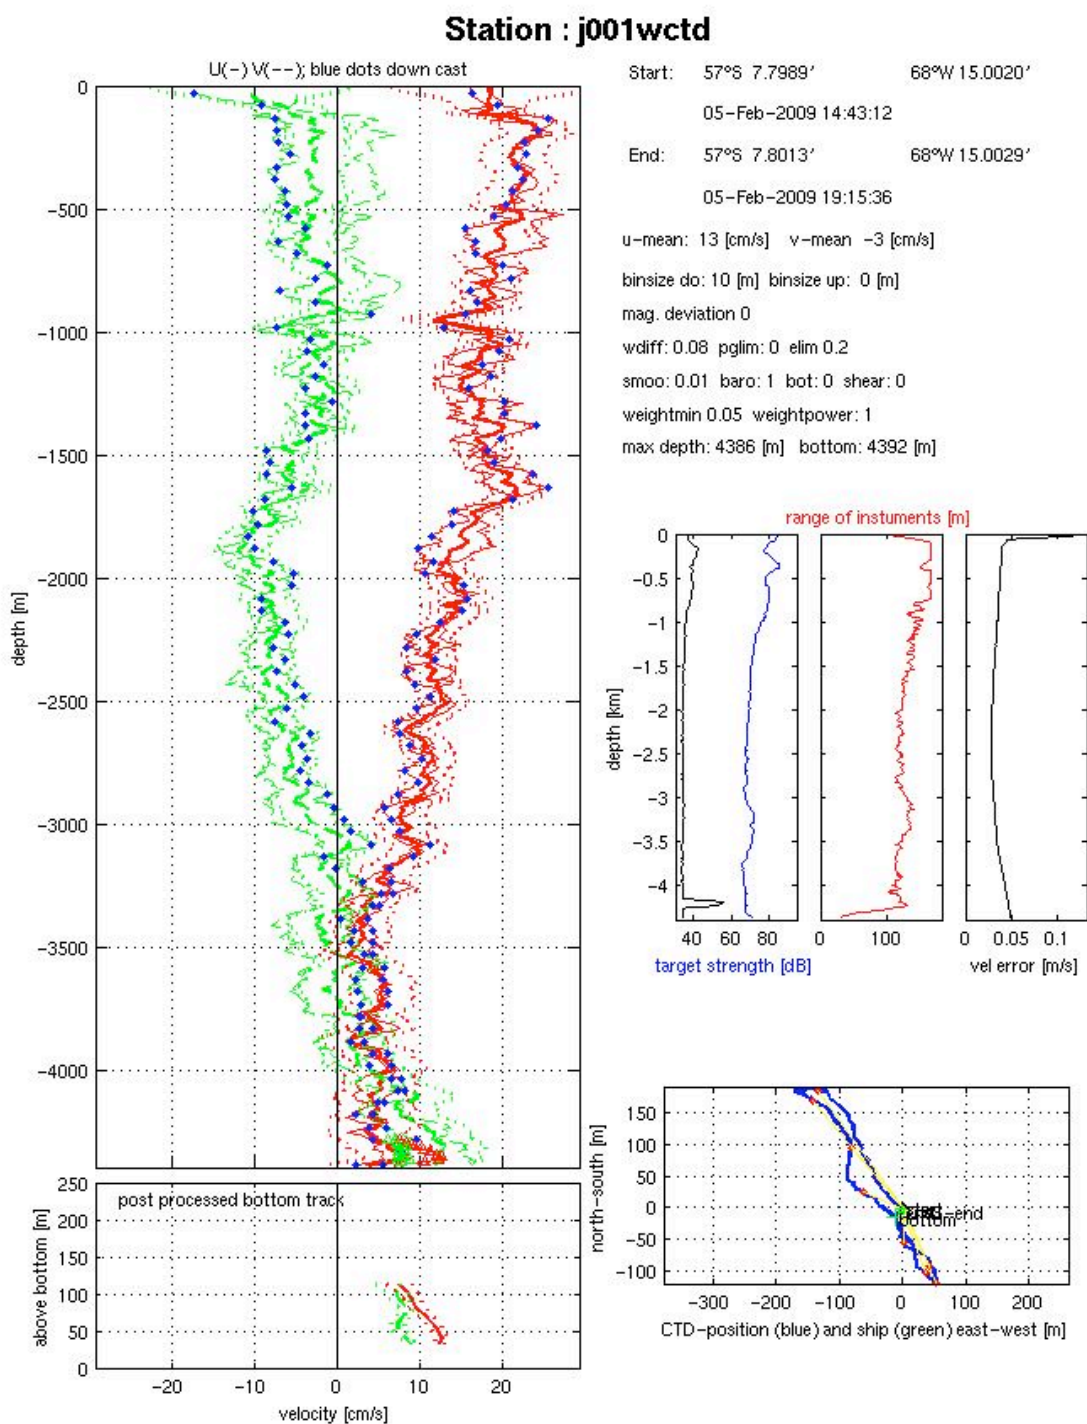 Station : j001wctd
U(-) V(--); blue dots down cast
0
-500
-1000
-1500
-2000
-2500
-3000
-3500
-4000
depth [m]
Start: 57°S 7.7989' 68°W 15.0020'
05-Feb-2009 14:43:12
End: 57°S 7.8013' 68°W 15.0029'
05-Feb-2009 19:15:36
u-mean: 13 [cm/s] v-mean -3 [cm/s]
binsize do: 10 [m] binsize up: 0 [m]
mag. deviation 0
wdiff: 0.08 pglim: 0 elim 0.2
smoo: 0.01 baro: 1 bot: 0 shear: 0
weightmin 0.05 weightpower: 1
max depth: 4386 [m] bottom: 4392 [m]
range of instuments [m]
0
-0.5
-1
-1.5
-2
-2.5
-3
-3.5
-4
depth [km]
40 60 80
0 100
0 0.05 0.1
target strength [dB]
vel error [m/s]
post processed bottom track
250
200
150
100
50
0
above bottom [m]
-20 -10 0 10 20
velocity [cm/s]
150
100
50
0
-50
-100
north-south [m]
-end
bottom
-300 -200 -100 0 100 200
CTD-position (blue) and ship (green) east-west [m]